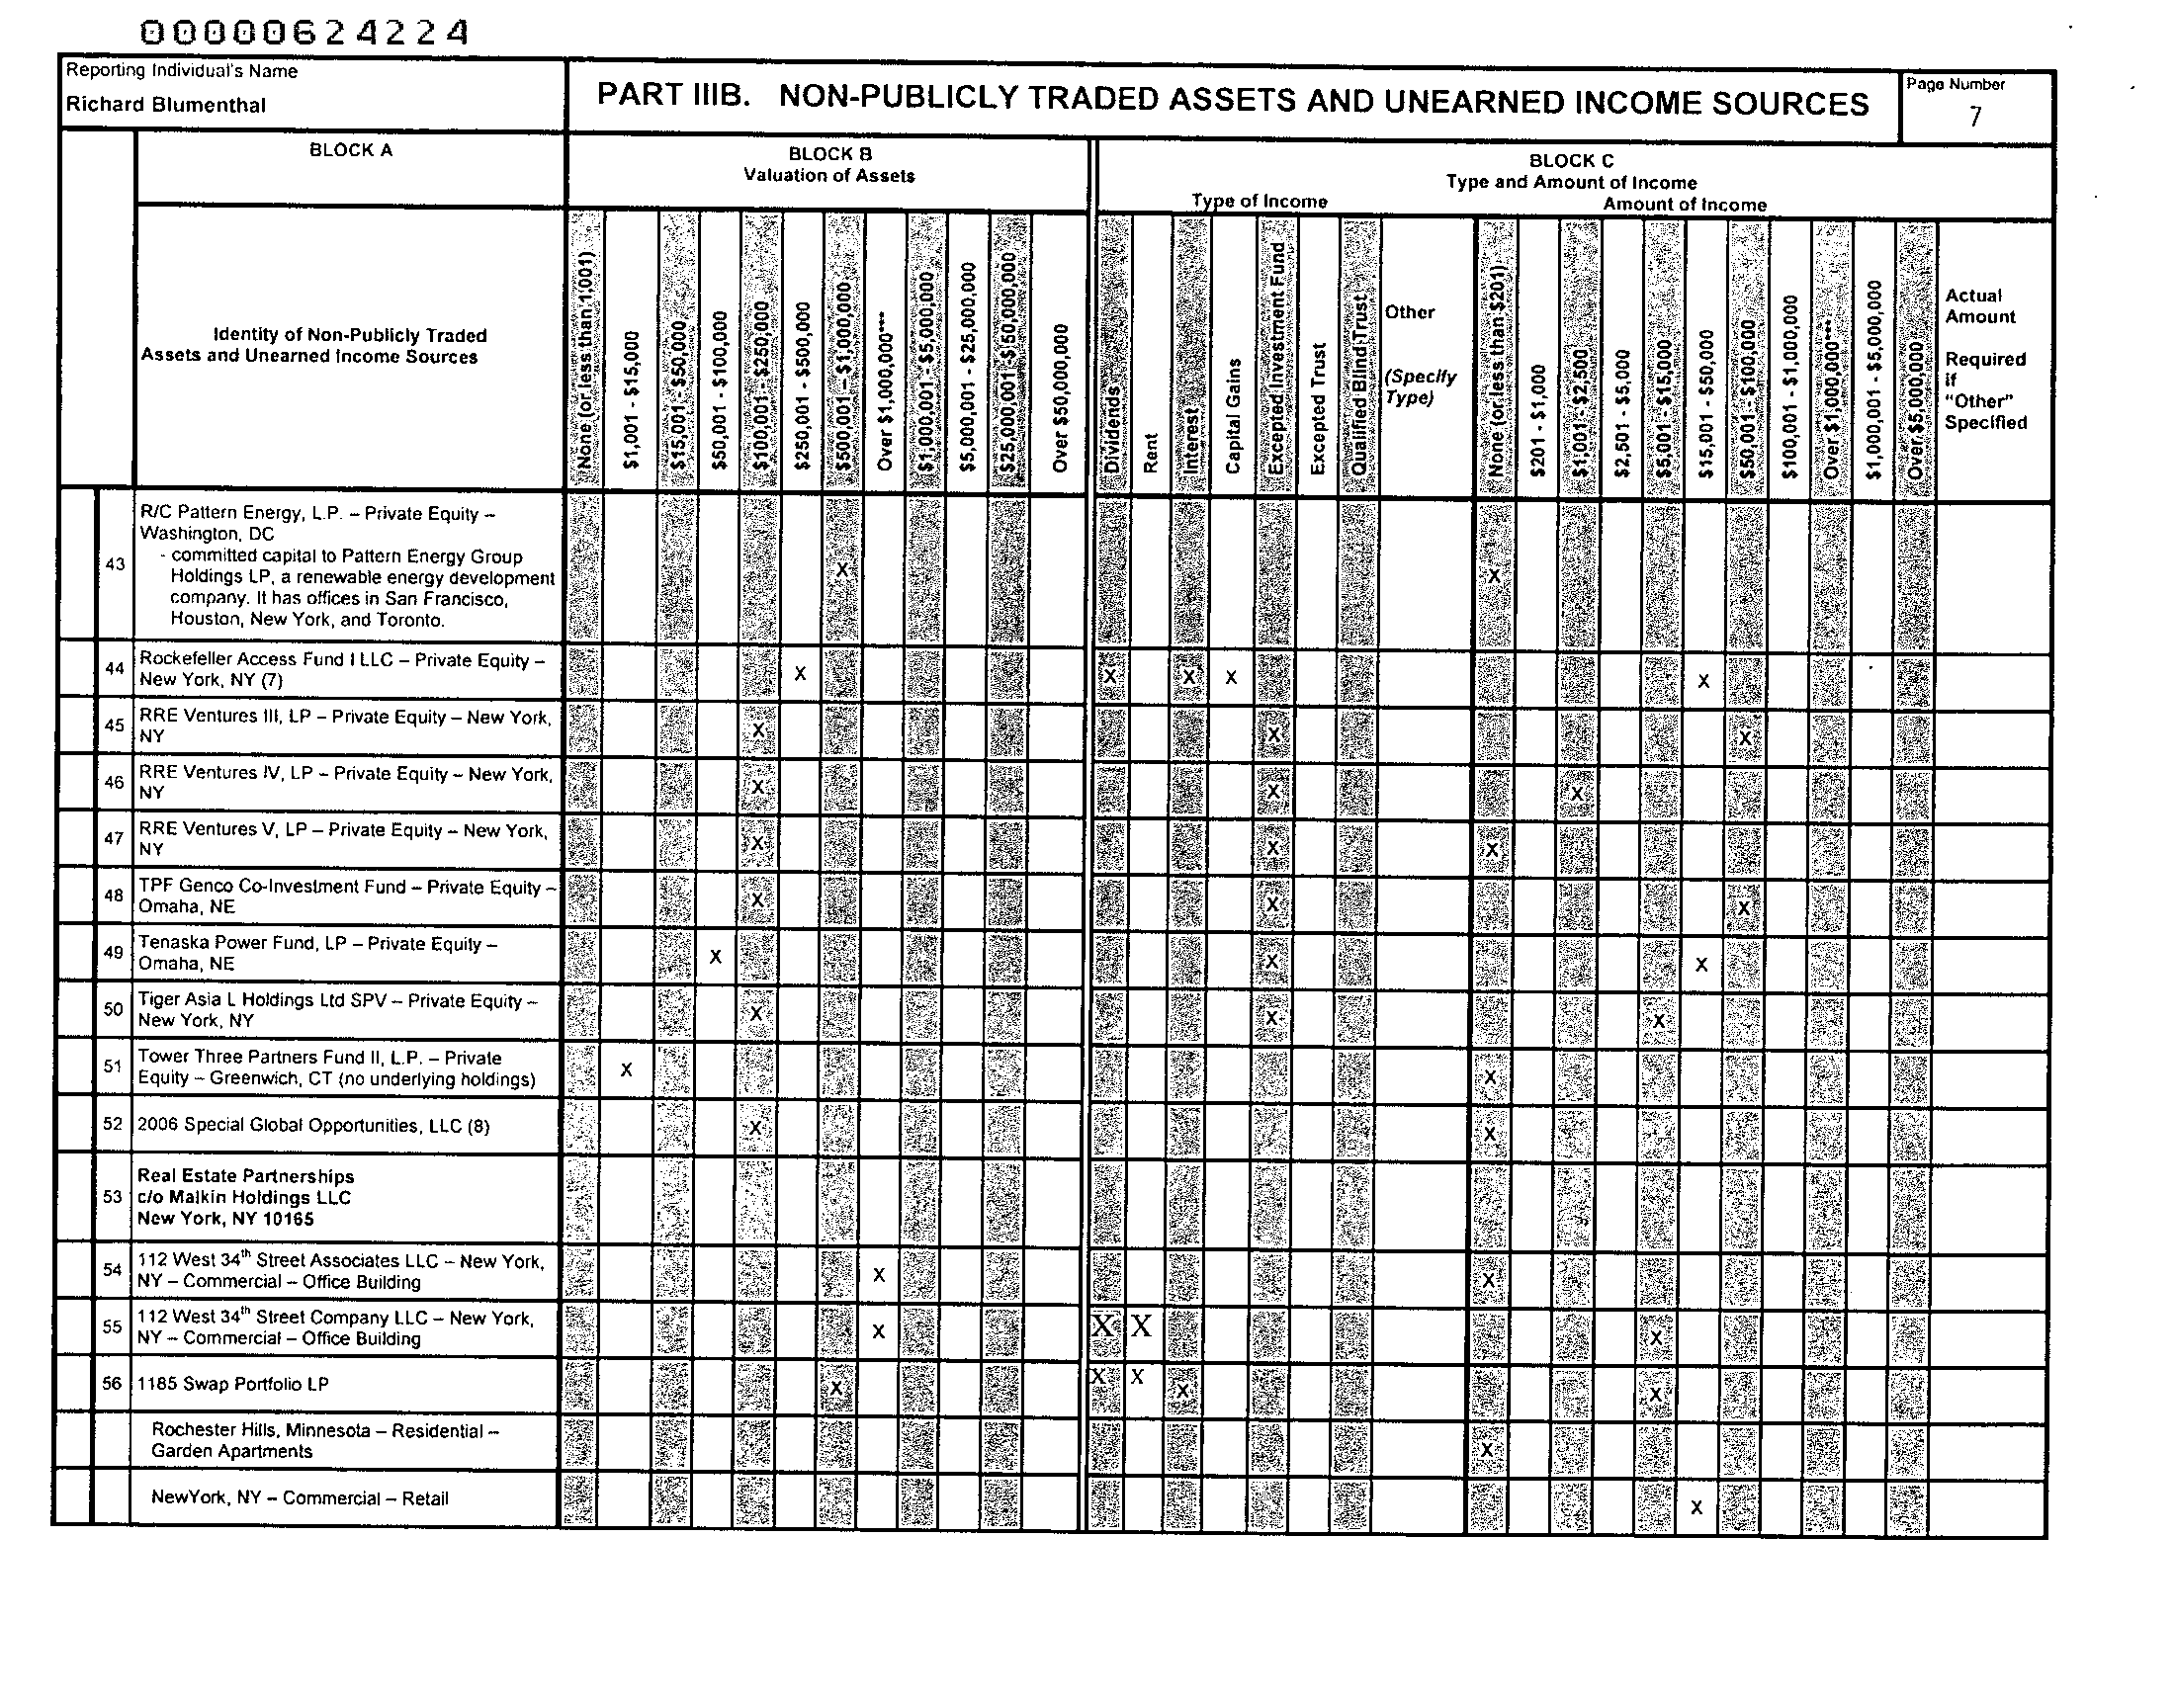 00000624224
Reporting Individual's Name
Richard Blumenthal
PART IIIB. NON-PUBLICLY TRADED ASSETS AND UNEARNED INCOME SOURCES
Page Number
7
BLOCK A
BLOCK B
Valuation of Assets
BLOCK C
Type and Amount of Income
Type of Income
Amount of Income
Identity of Non-Publicly Traded
Assets and Unearned Income Sources
None (or less than 1,001)
$1,001 - $15,000
$15,001 - $50,000
$50,001 - $100,000
$100,001 - $250,000
$250,001 - $500,000
$500,001 - $1,000,000
Over $1,000,000***
$1,000,001 - $5,000,000
$5,000,001 - $25,000,000
$25,000,001 - $50,000,000
Over $50,000,000
Dividends
Rent
Interest
Capital Gains
Excepted Investment Fund
Excepted Trust
Qualified Blind Trust
Other
(Specify
Type)
None (or less than $201)
$201 - $1,000
$1,001 - $2,500
$2,501 - $5,000
$5,001 - $15,000
$15,001 - $50,000
$50,001 - $100,000
$100,001 - $1,000,000
Over $1,000,000***
$1,000,001 - $5,000,000
Over $5,000,000
Actual
Amount
Required
if
"Other"
Specified
43
R/C Pattern Energy, L.P. – Private Equity –
Washington, DC
- committed capital to Pattern Energy Group
Holdings LP, a renewable energy development
company. It has offices in San Francisco,
Houston, New York, and Toronto.
X X
44
Rockefeller Access Fund I LLC – Private Equity –
New York, NY (7)
X X X X X
45
RRE Ventures III, LP – Private Equity – New York,
NY
X X X
46
RRE Ventures IV, LP – Private Equity – New York,
NY
X X X
47
RRE Ventures V, LP – Private Equity – New York,
NY
X X X
48
TPF Genco Co-Investment Fund – Private Equity –
Omaha, NE
X X X
49
Tenaska Power Fund, LP – Private Equity –
Omaha, NE
X X X
50
Tiger Asia L Holdings Ltd SPV – Private Equity –
New York, NY
X X X
51
Tower Three Partners Fund II, L.P. – Private
Equity – Greenwich, CT (no underlying holdings)
X X
52 2006 Special Global Opportunities, LLC (8) X X
53
Real Estate Partnerships
c/o Malkin Holdings LLC
New York, NY 10165
54
112 West 34th Street Associates LLC – New York,
NY – Commercial – Office Building
X X
55
112 West 34th Street Company LLC – New York,
NY – Commercial – Office Building
X X X X
56 1185 Swap Portfolio LP X X X X X
Rochester Hills, Minnesota – Residential –
Garden Apartments
X
NewYork, NY – Commercial – Retail X